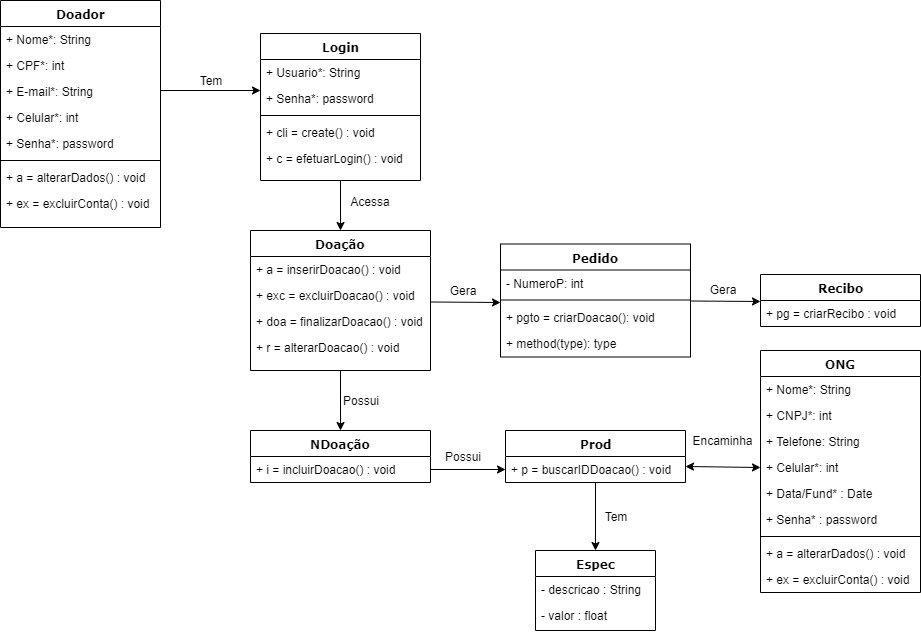 Doador
+ Nome*: String
+ CPF*: int
+ E-mail*: String
+ Celular*: int
+ Senha*: password
+ a = alterarDados() : void
+ ex = excluirConta() : void
Tem
Login
+ Usuario*: String
+ Senha*: password
+ cli = create() : void
+ c = efetuarLogin() : void
Acessa
Doação
+ a = inserirDoacao() : void
+ exc = excluirDoacao() : void
+ doa = finalizarDoacao() : void
+ r = alterarDoacao() : void
Gera
Pedido
- NumeroP: int
+ pgto = criarDoacao(): void
+ method(type): type
Gera
Recibo
+ pg = criarRecibo : void
Possui
NDoação
+ i = incluirDoacao() : void
Possui
Prod
+ p = buscarIDDoacao() : void
Encaminha
ONG
+ Nome*: String
+ CNPJ*: int
+ Telefone: String
+ Celular*: int
+ Data/Fund* : Date
+ Senha* : password
+ a = alterarDados() : void
+ ex = excluirConta() : void
Tem
Espec
- descricao : String
- valor : float